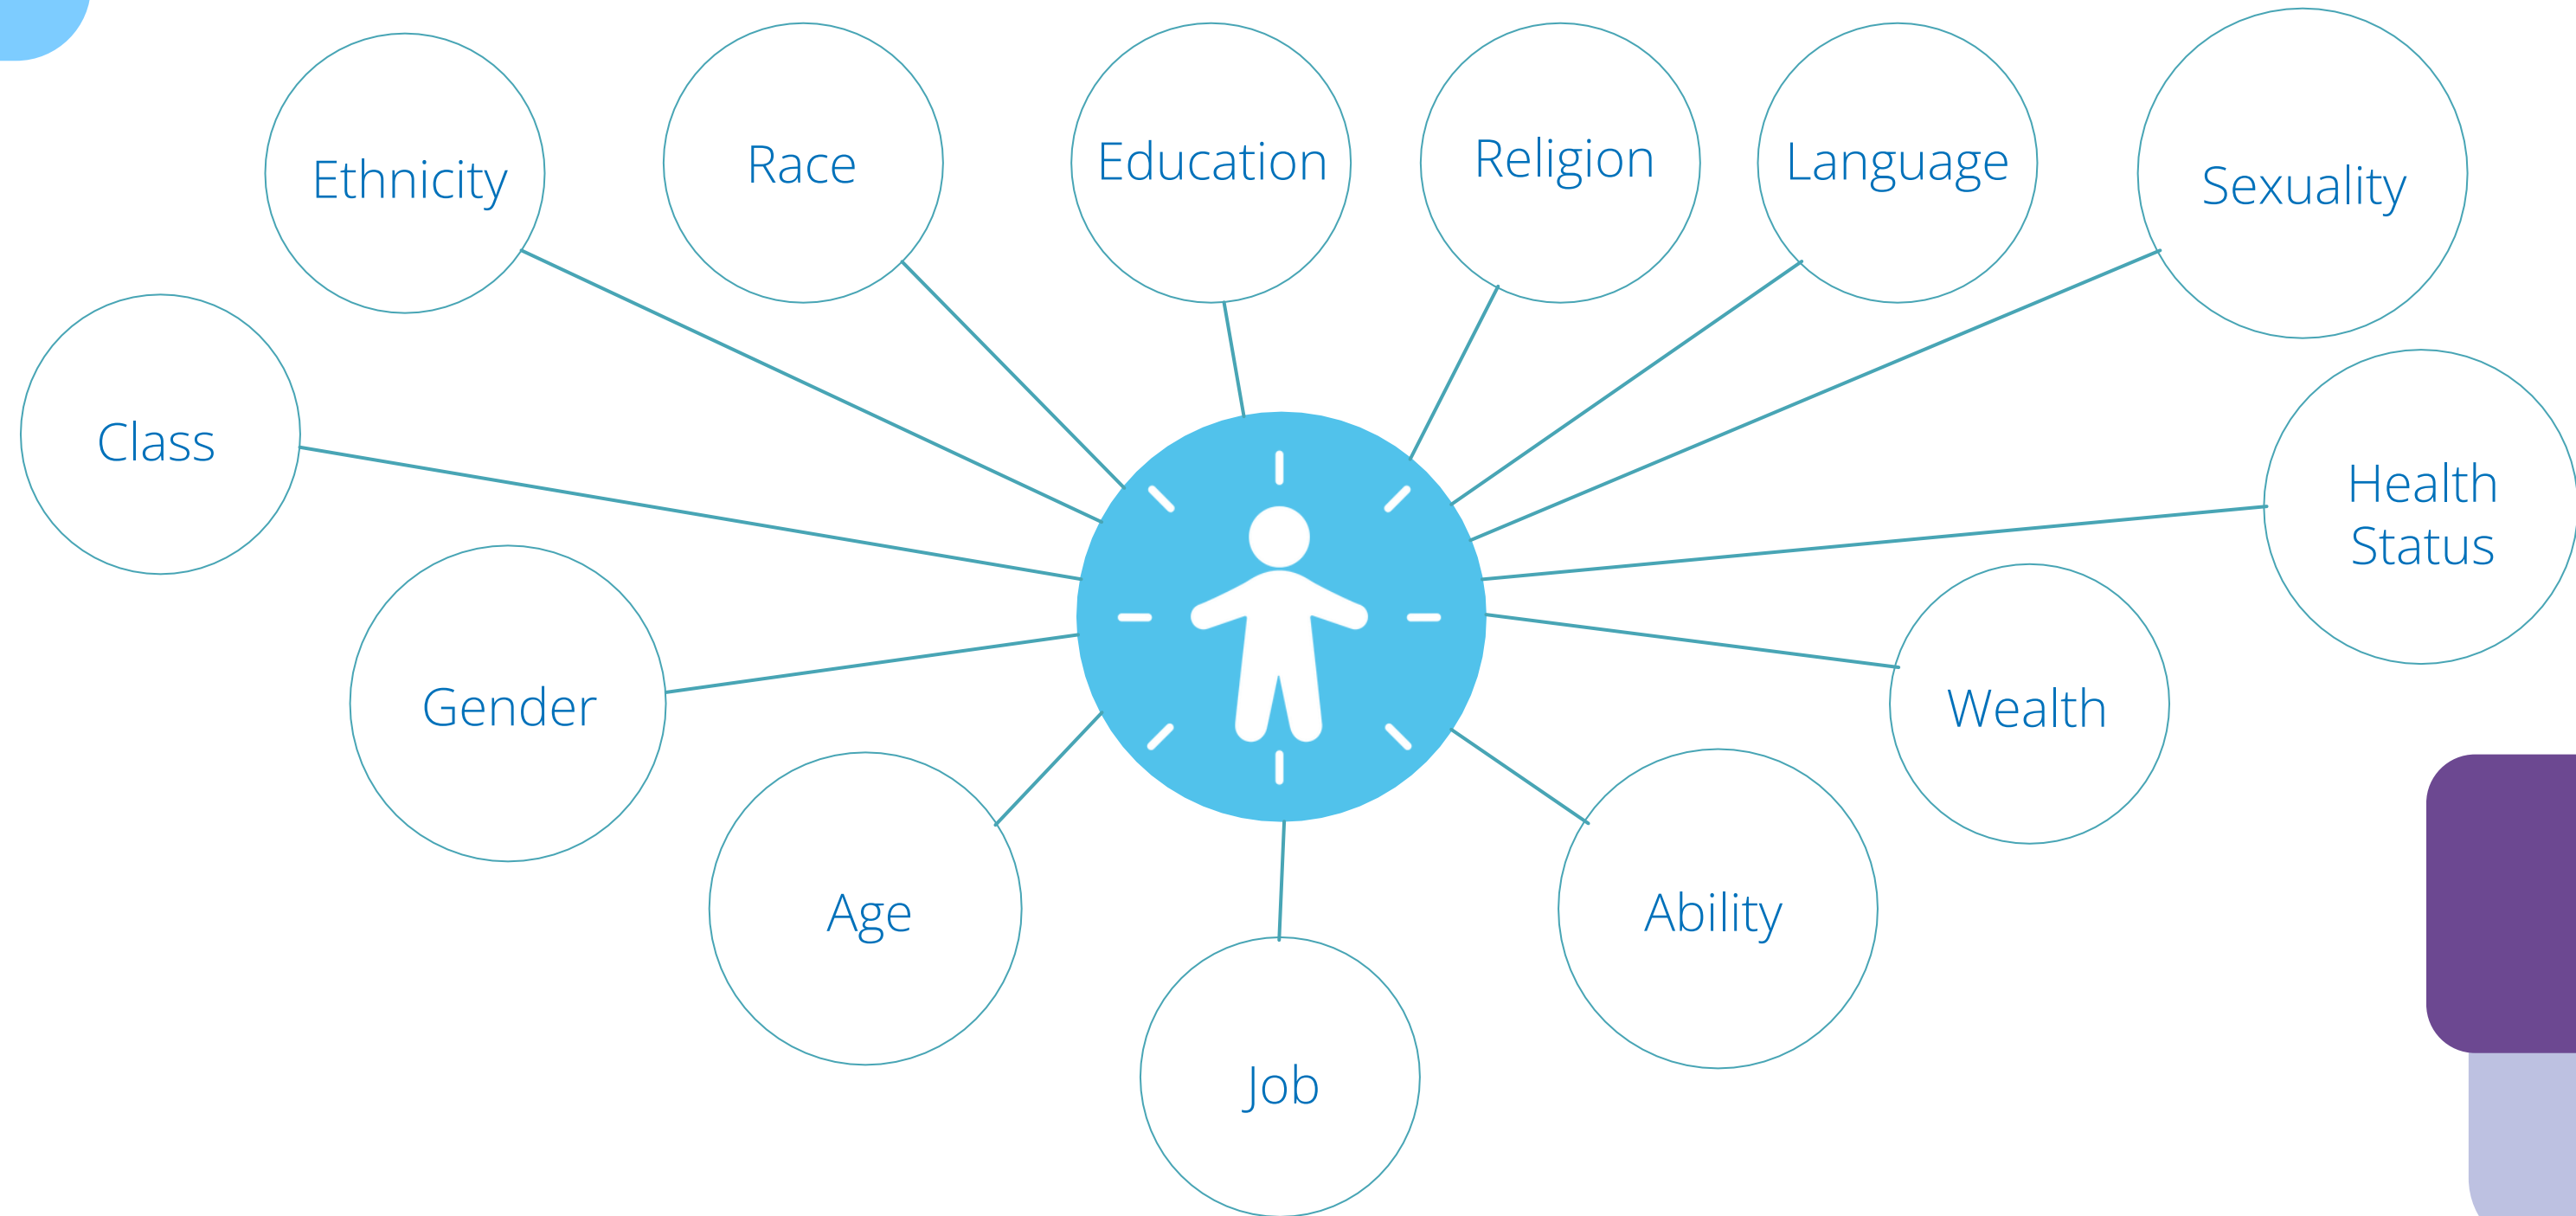 Ethnicity
Race
Education
Religion
Language
Sexuality
Class
Health
Status
Gender
Wealth
Age
Ability
Job